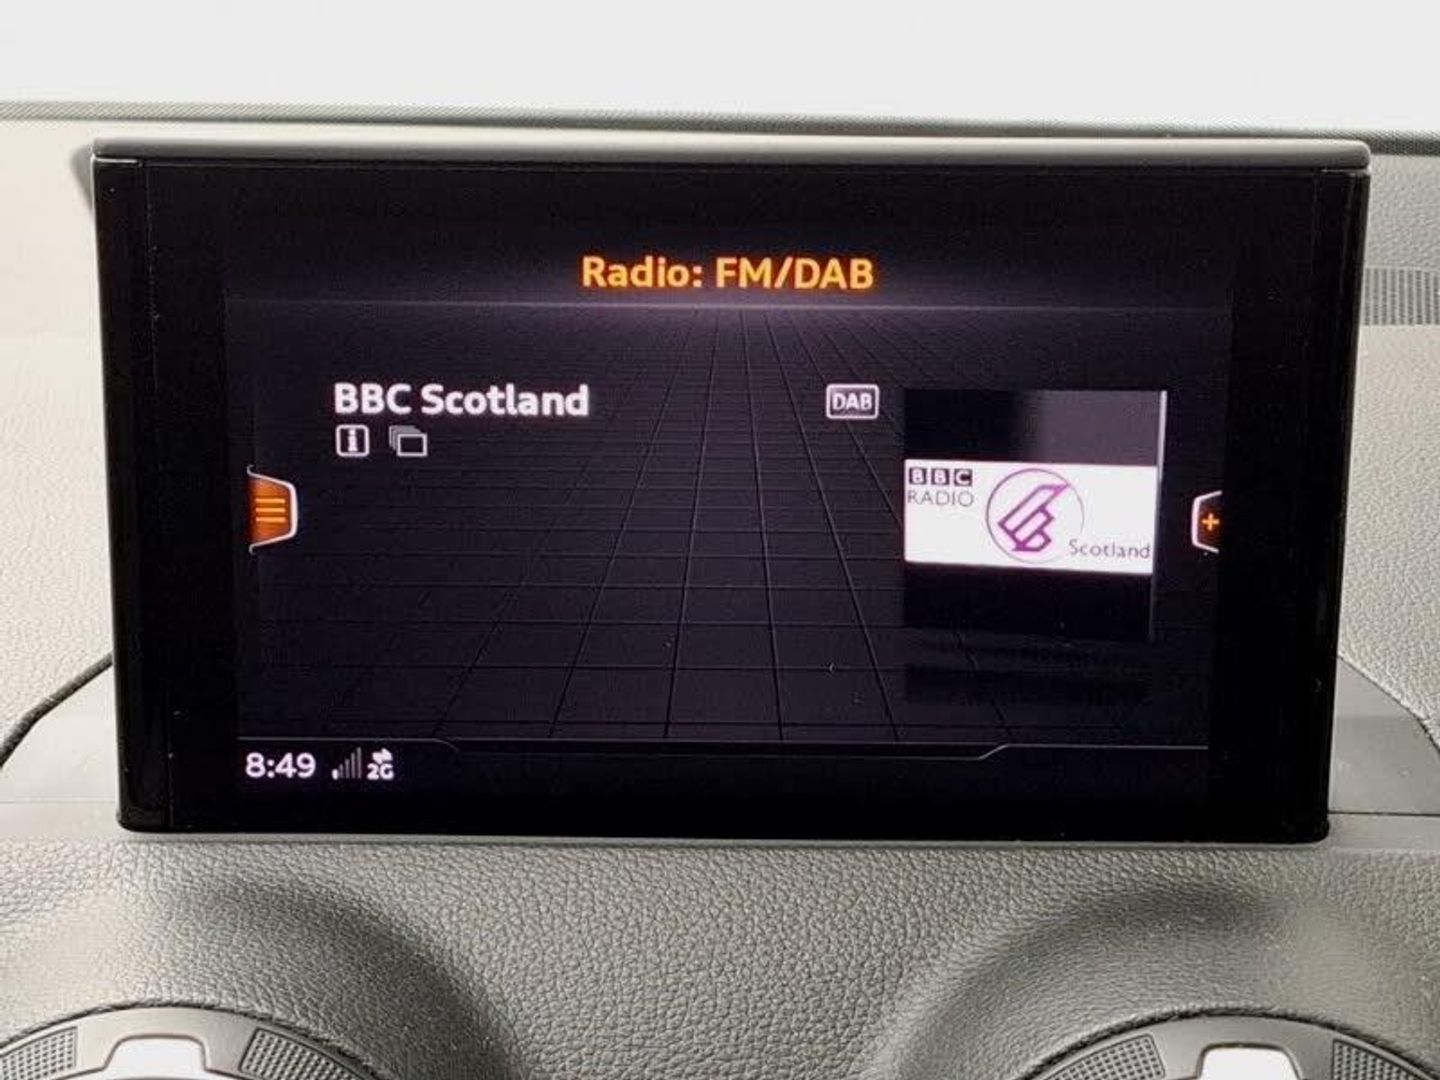 Radio: FM/DAB
BBC Scotland
DAB
BBC
RADIO
Scotland
8:49
2G